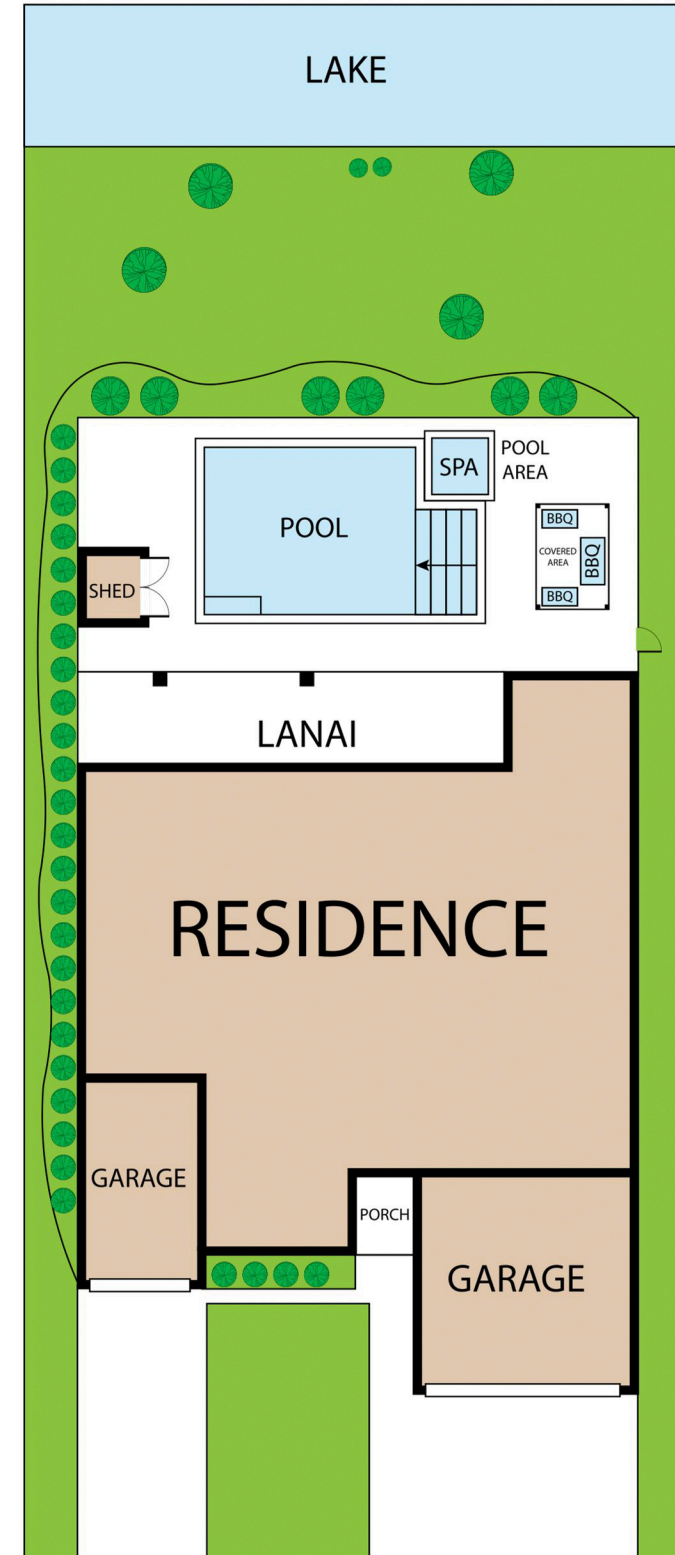 LAKE
SPA
POOL
AREA
POOL
BBQ
COVERED
AREA
BBQ
BBQ
SHED
LANAI
RESIDENCE
GARAGE
PORCH
GARAGE